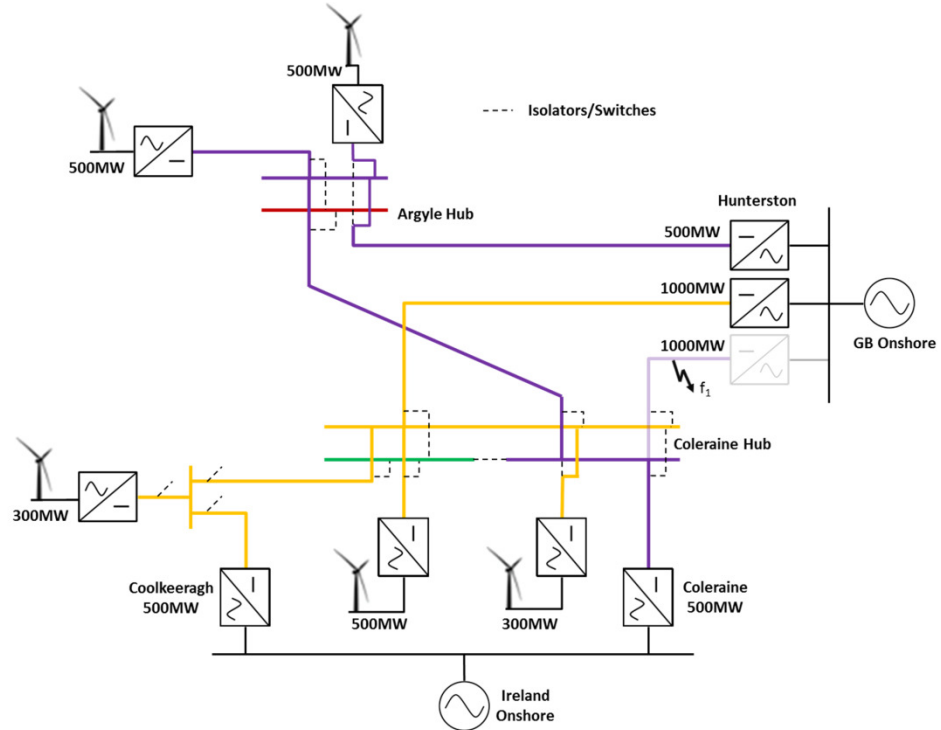 500MW
Isolators/Switches
500MW
Hunterston
Argyle Hub
500MW
1000MW
GB Onshore
1000MW
f1
Coleraine Hub
300MW
Coolkeeragh
500MW
500MW
300MW
Coleraine
500MW
Ireland
Onshore